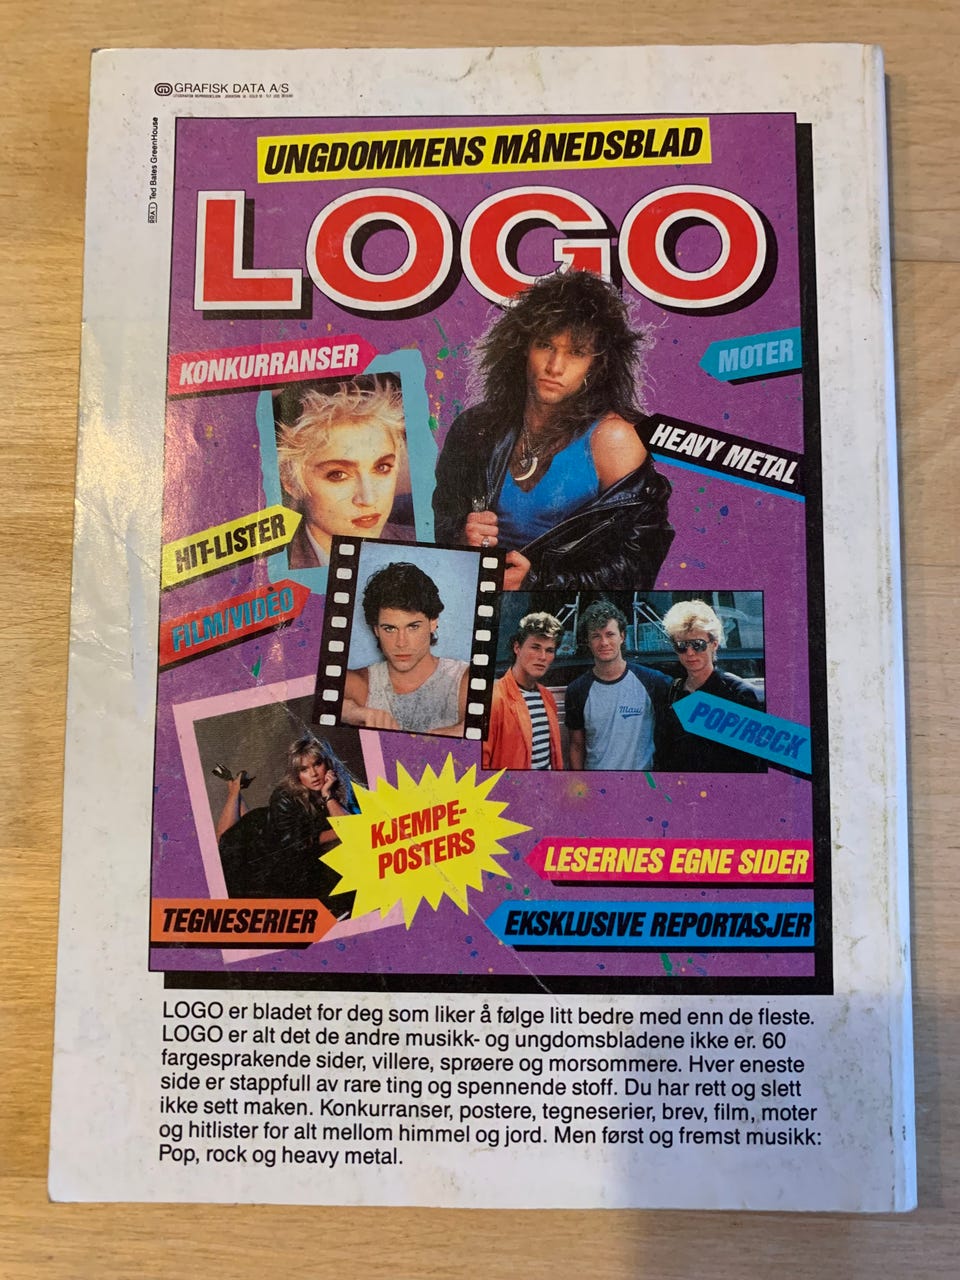 GRAFISK DATA A/S
Ted Bates GreenHouse
UNGDOMMENS MÅNEDSBLAD
LOGO
KONKURRANSER
MOTER
HEAVY METAL
HIT-LISTER
FILM/VIDEO
Maui
POP/ROCK
KJEMPE-
POSTERS
LESERNES EGNE SIDER
TEGNESERIER
EKSKLUSIVE REPORTASJER
LOGO er bladet for deg som liker å følge litt bedre med enn de fleste.
LOGO er alt det de andre musikk- og ungdomsbladene ikke er. 60
fargesprakende sider, villere, sprøere og morsommere. Hver eneste
side er stappfull av rare ting og spennende stoff. Du har rett og slett
ikke sett maken. Konkurranser, postere, tegneserier, brev, film, moter
og hitlister for alt mellom himmel og jord. Men først og fremst musikk:
Pop, rock og heavy metal.